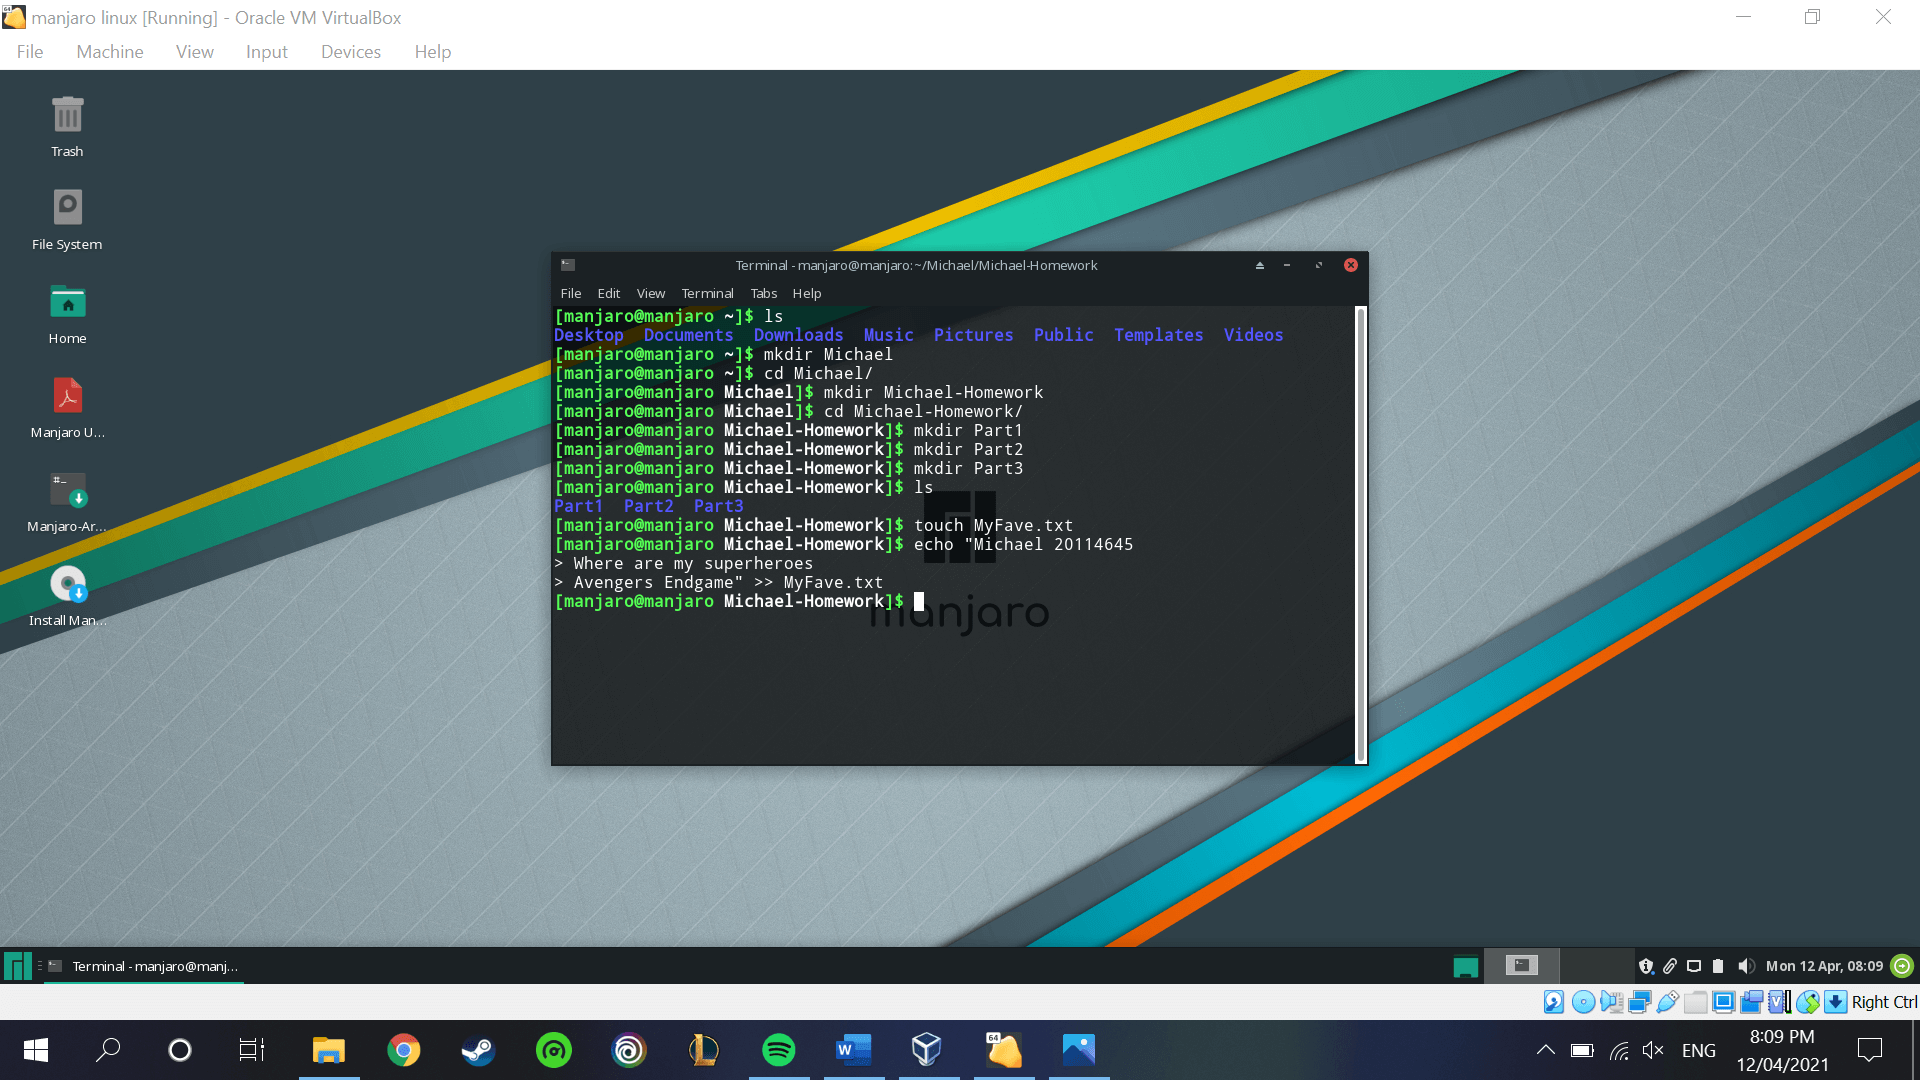 manjaro linux [Running] - Oracle VM VirtualBox
File Machine View Input Devices Help
Trash
File System
Home
Manjaro U...
Manjaro-Ar...
Install Man...
Terminal - manjaro@manjaro:~/Michael/Michael-Homework
File Edit View Terminal Tabs Help
[manjaro@manjaro ~]$ ls
Desktop Documents Downloads Music Pictures Public Templates Videos
[manjaro@manjaro ~]$ mkdir Michael
[manjaro@manjaro ~]$ cd Michael/
[manjaro@manjaro Michael]$ mkdir Michael-Homework
[manjaro@manjaro Michael]$ cd Michael-Homework/
[manjaro@manjaro Michael-Homework]$ mkdir Part1
[manjaro@manjaro Michael-Homework]$ mkdir Part2
[manjaro@manjaro Michael-Homework]$ mkdir Part3
[manjaro@manjaro Michael-Homework]$ ls
Part1 Part2 Part3
[manjaro@manjaro Michael-Homework]$ touch MyFave.txt
[manjaro@manjaro Michael-Homework]$ echo "Michael 20114645
> Where are my superheroes
> Avengers Endgame" >> MyFave.txt
[manjaro@manjaro Michael-Homework]$
manjaro
Terminal - manjaro@manj...
Mon 12 Apr, 08:09
Right Ctrl
64
W
ENG
8:09 PM
12/04/2021